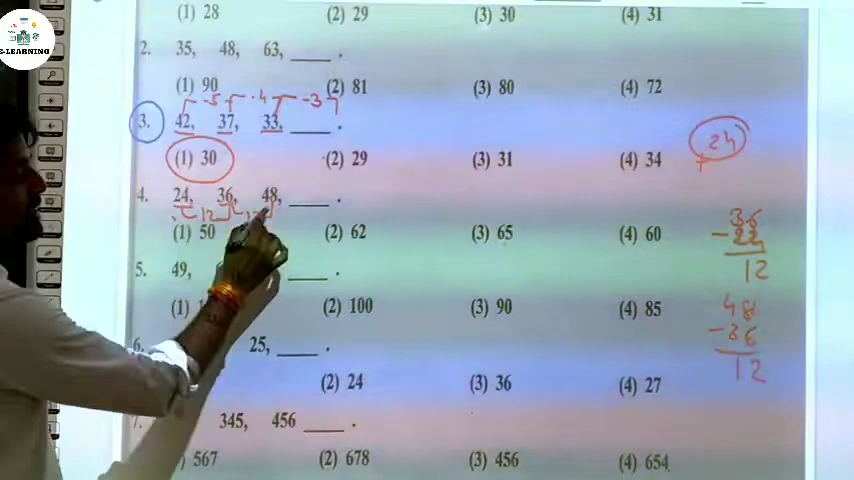 E-LEARNING
(1) 28 (2) 29 (3) 30 (4) 31
2. 35, 48, 63, ____ .
(1) 90 (2) 81 (3) 80 (4) 72
-5 -4 -3
3. 42, 37, 33, ____ .
(1) 30 (2) 29 (3) 31 (4) 34
24
+
4. 24, 36, 48, ____ .
12
(1) 50 (2) 62 (3) 65 (4) 60
36
12
5. 49, ____ .
(2) 100 (3) 90 (4) 85
48
-36
12
6. 25, ____ .
(2) 24 (3) 36 (4) 27
7. 345, 456 ____ .
) 567 (2) 678 (3) 456 (4) 654